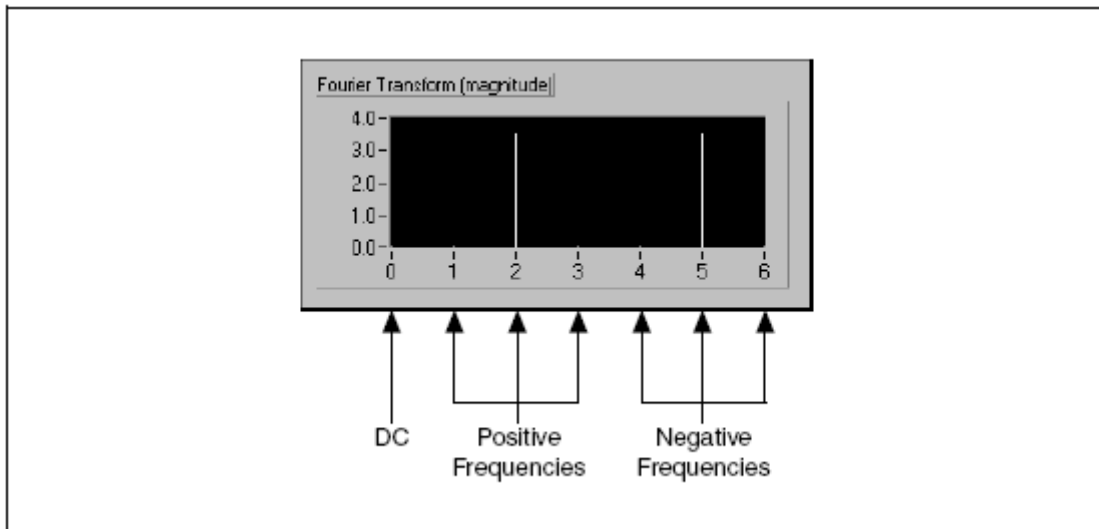 Fourier Transform (magnitude)
4.0
3.0
2.0
1.0
0.0
0 1 2 3 4 5 6
DC
Positive
Frequencies
Negative
Frequencies